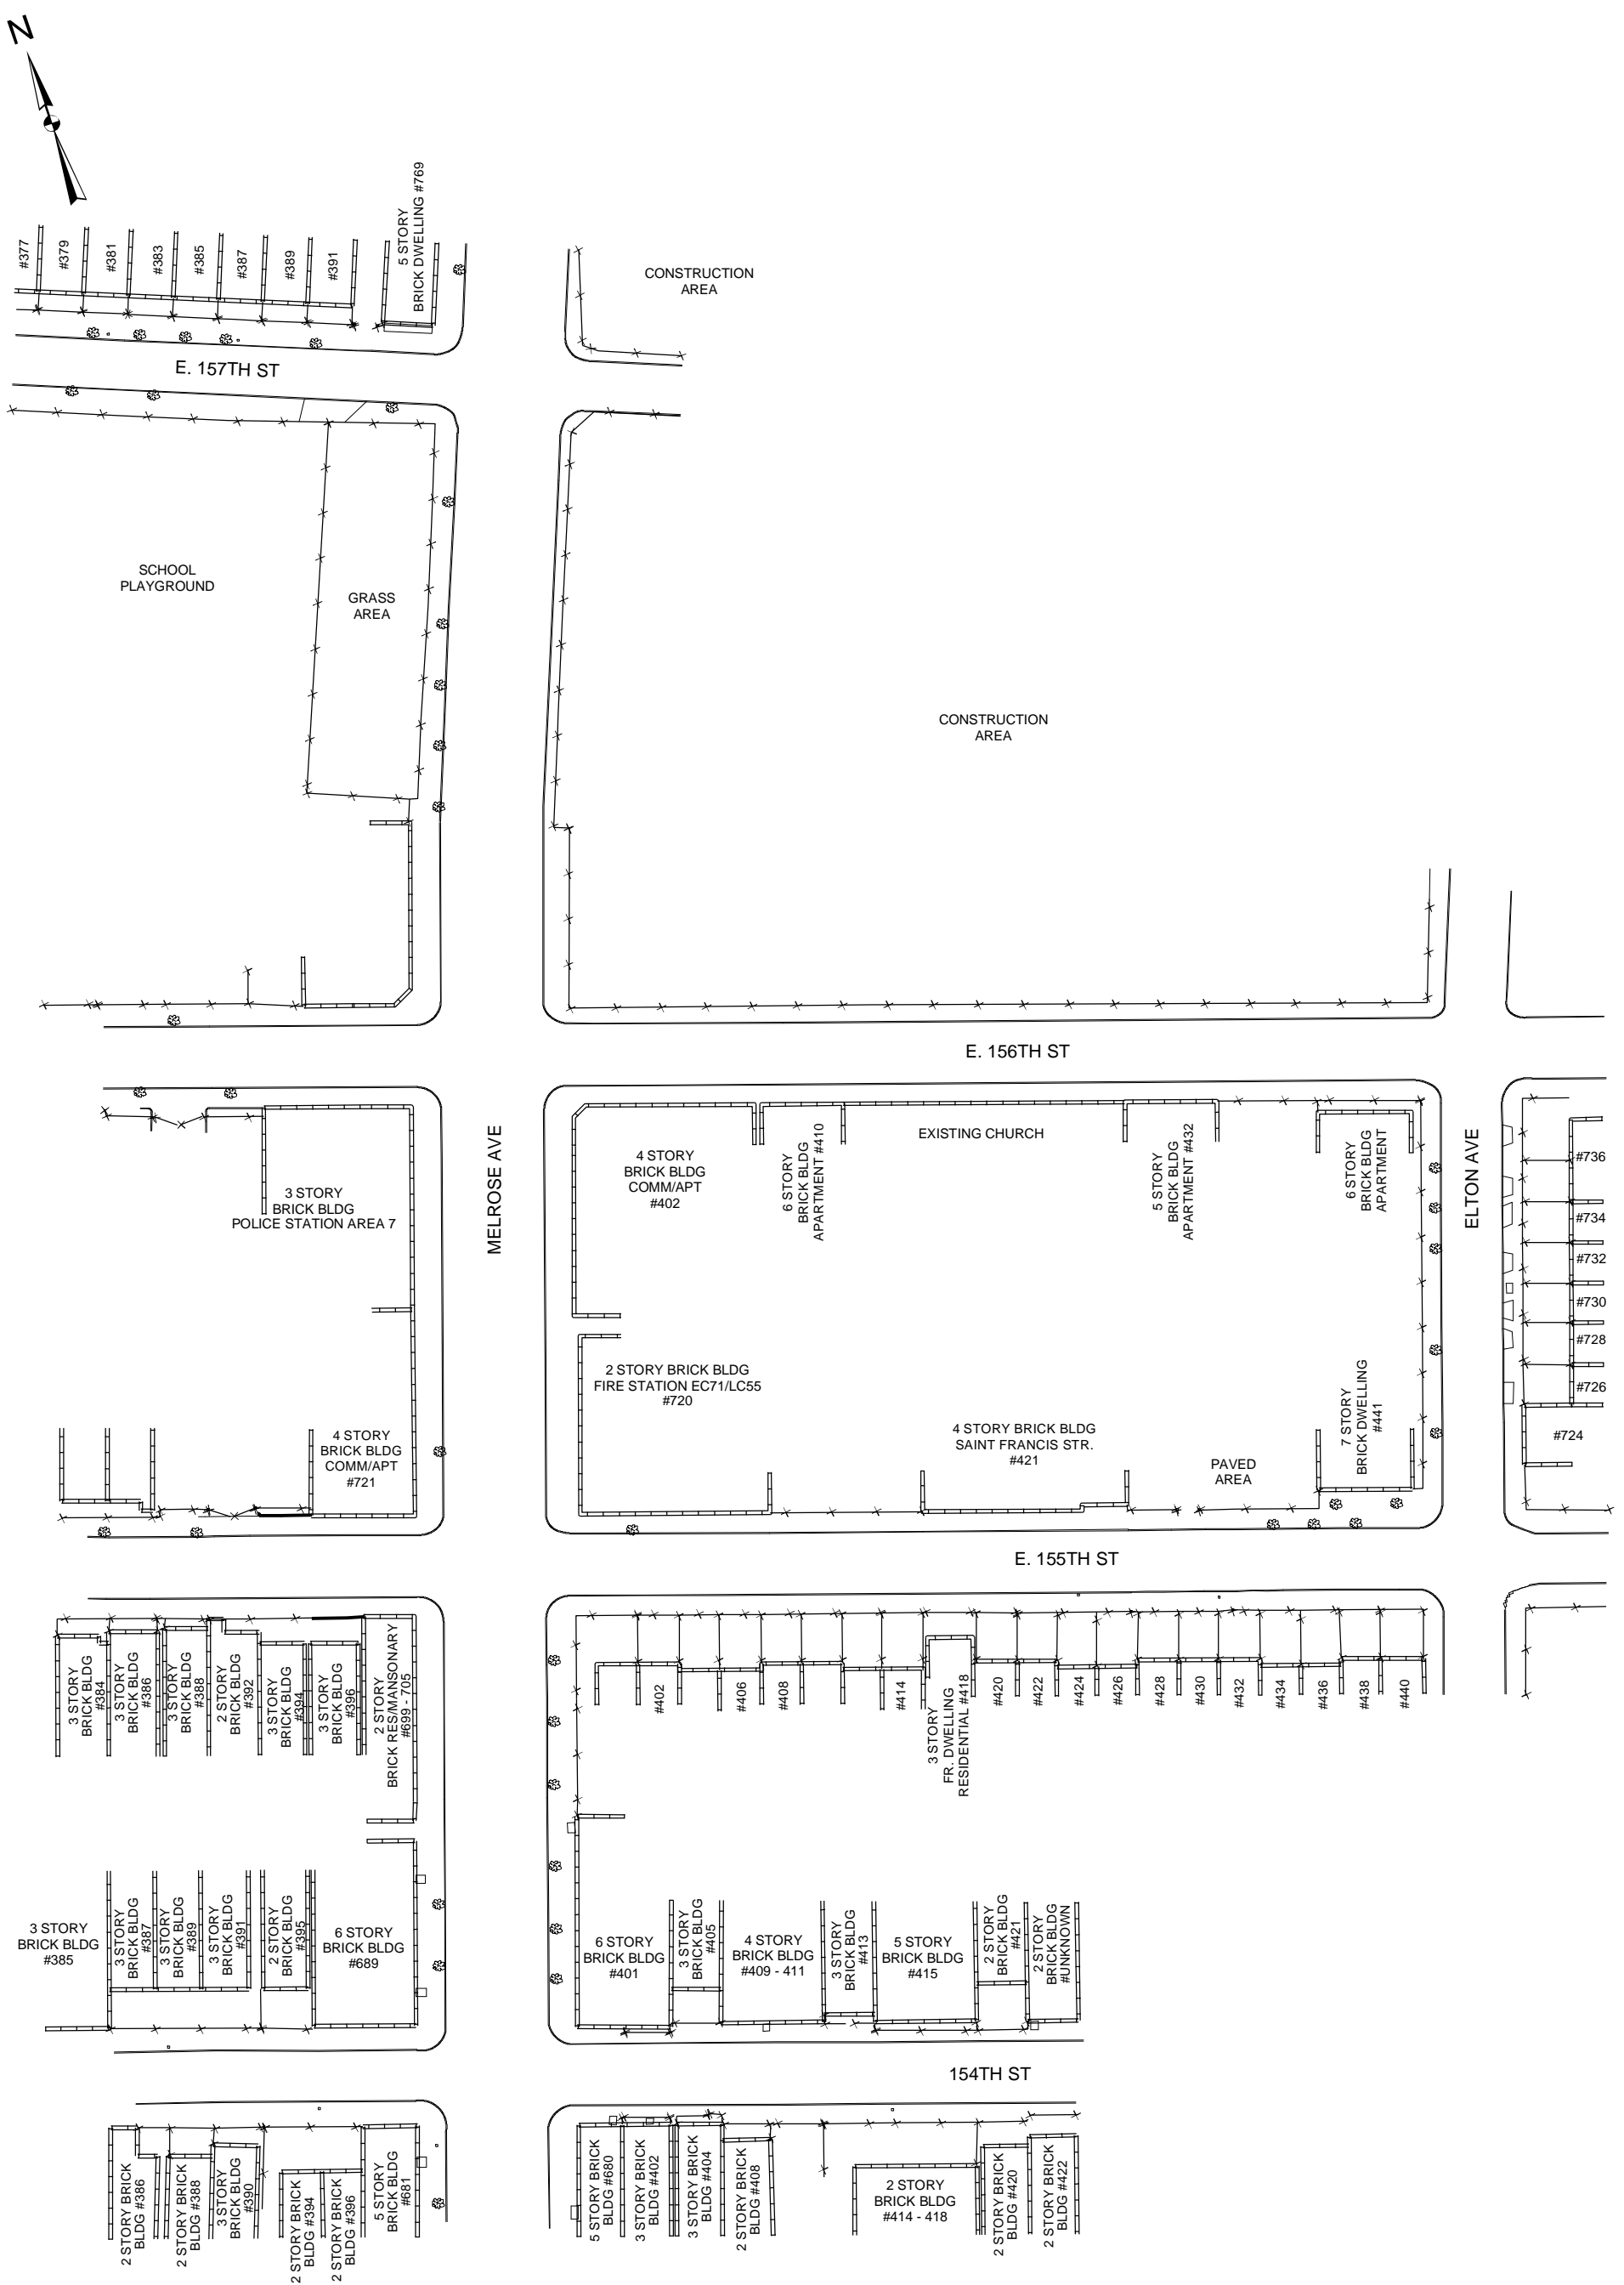 N
#377
#379
#381
#383
#385
#387
#389
#391
5 STORY
BRICK DWELLING #769
CONSTRUCTION
AREA
E. 157TH ST
SCHOOL
PLAYGROUND
GRASS
AREA
CONSTRUCTION
AREA
E. 156TH ST
MELROSE AVE
ELTON AVE
3 STORY
BRICK BLDG
POLICE STATION AREA 7
4 STORY
BRICK BLDG
COMM/APT
#721
4 STORY
BRICK BLDG
COMM/APT
#402
6 STORY
BRICK BLDG
APARTMENT #410
EXISTING CHURCH
5 STORY
BRICK BLDG
APARTMENT #432
6 STORY
BRICK BLDG
APARTMENT
2 STORY BRICK BLDG
FIRE STATION EC71/LC55
#720
4 STORY BRICK BLDG
SAINT FRANCIS STR.
#421
PAVED
AREA
7 STORY
BRICK DWELLING
#441
#736
#734
#732
#730
#728
#726
#724
E. 155TH ST
3 STORY
BRICK BLDG
#384
3 STORY
BRICK BLDG
#386
3 STORY
BRICK BLDG
#388
2 STORY
BRICK BLDG
#392
3 STORY
BRICK BLDG
#394
3 STORY
BRICK BLDG
#396
2 STORY
BRICK RES/MANSONARY
#699 - 705
#402
#406
#408
#414
3 STORY
FR. DWELLING
RESIDENTIAL #418
#420
#422
#424
#426
#428
#430
#432
#434
#436
#438
#440
3 STORY
BRICK BLDG
#385
3 STORY
BRICK BLDG
#387
3 STORY
BRICK BLDG
#389
3 STORY
BRICK BLDG
#391
2 STORY
BRICK BLDG
#395
6 STORY
BRICK BLDG
#689
6 STORY
BRICK BLDG
#401
3 STORY
BRICK BLDG
#405
4 STORY
BRICK BLDG
#409 - 411
3 STORY
BRICK BLDG
#413
5 STORY
BRICK BLDG
#415
2 STORY
BRICK BLDG
#421
2 STORY
BRICK BLDG
#UNKNOWN
154TH ST
2 STORY BRICK
BLDG #386
2 STORY BRICK
BLDG #388
3 STORY
BRICK BLDG
#390
2 STORY BRICK
BLDG #394
2 STORY BRICK
BLDG #396
5 STORY
BRICK BLDG
#681
5 STORY BRICK
BLDG #680
3 STORY BRICK
BLDG #402
3 STORY BRICK
BLDG #404
2 STORY BRICK
BLDG #408
2 STORY
BRICK BLDG
#414 - 418
2 STORY BRICK
BLDG #420
2 STORY BRICK
BLDG #422